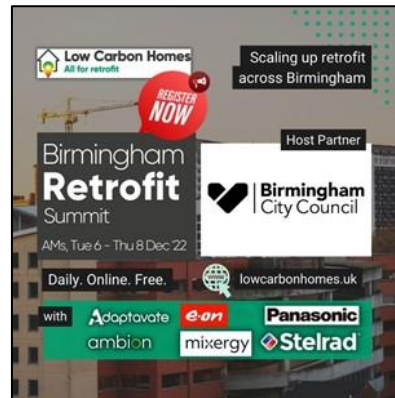 Low Carbon Homes
All for retrofit
Scaling up retrofit
across Birmingham
REGISTER
NOW
Host Partner
Birmingham
Retrofit
Summit
AMs, Tue 6 - Thu 8 Dec '22
Birmingham
City Council
Daily. Online. Free.
lowcarbonhomes.uk
with
Adaptavate
e·on
Panasonic
ambion
mixergy
Stelrad